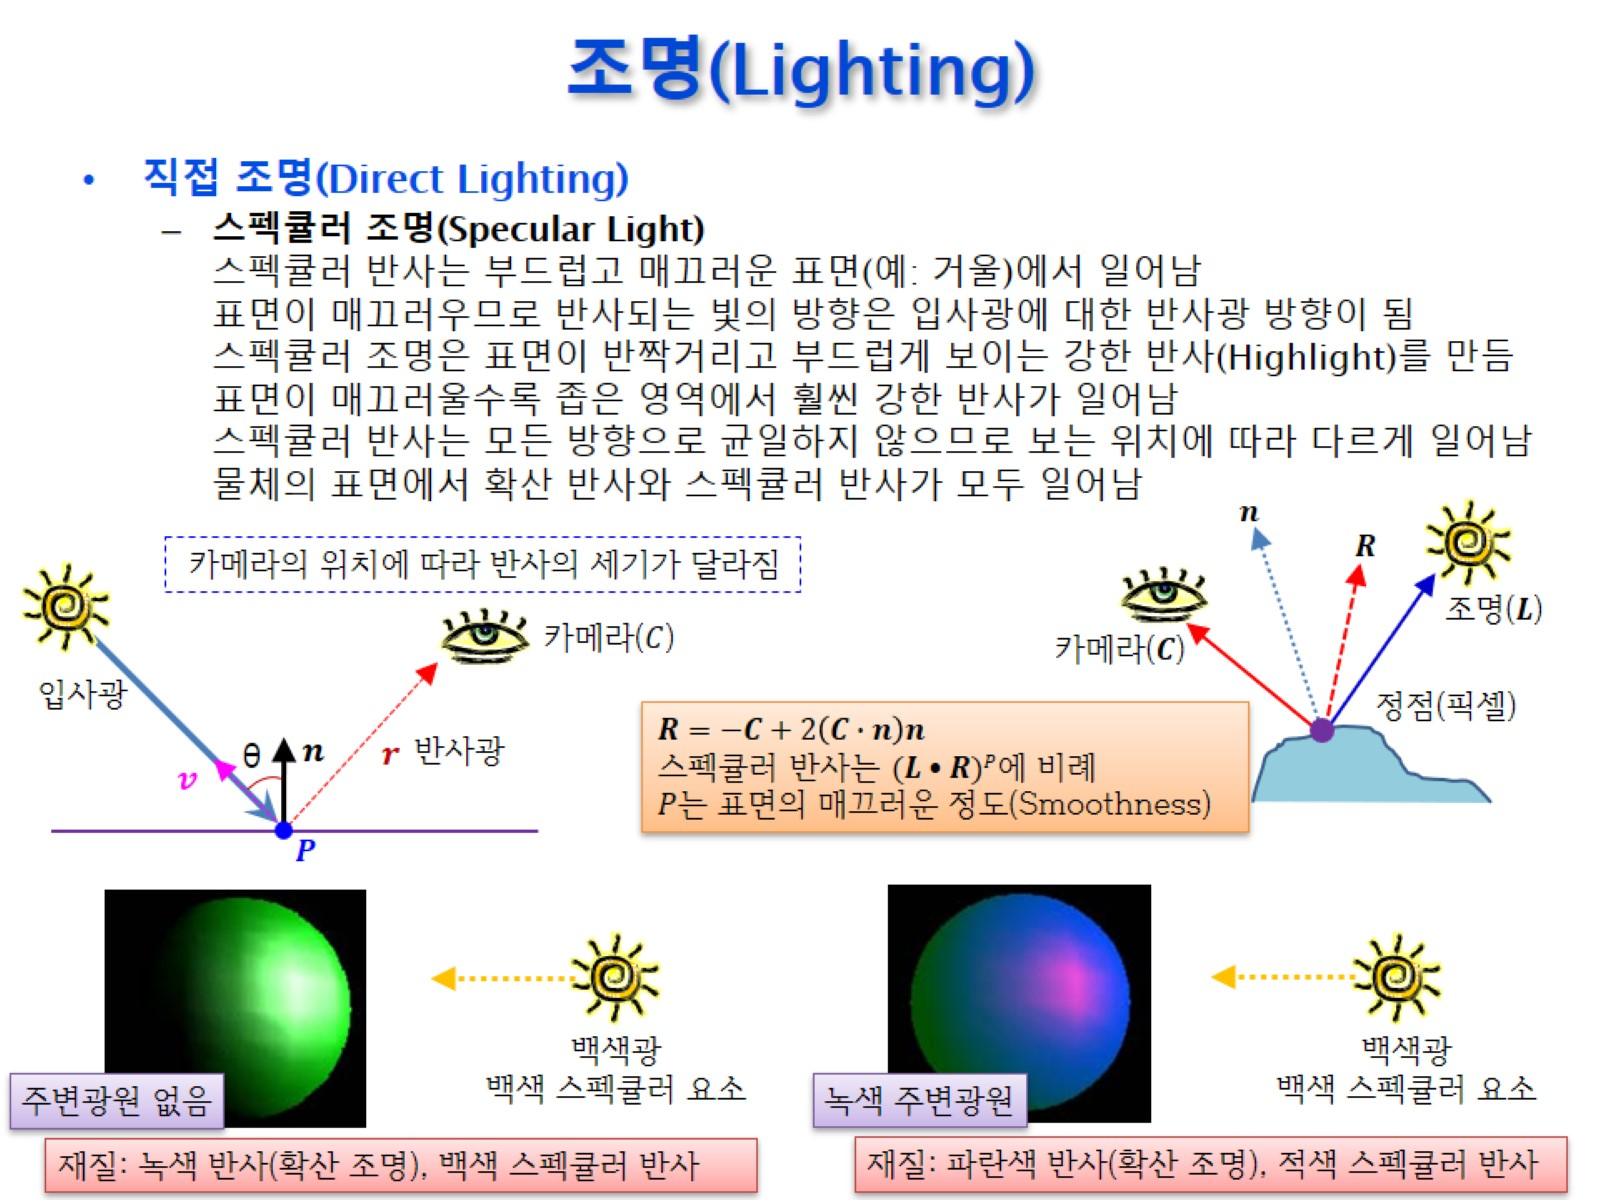 조명(Lighting)
• 직접 조명(Direct Lighting)
– 스펙큘러 조명(Specular Light)
스펙큘러 반사는 부드럽고 매끄러운 표면(예: 거울)에서 일어남
표면이 매끄러우므로 반사되는 빛의 방향은 입사광에 대한 반사광 방향이 됨
스펙큘러 조명은 표면이 반짝거리고 부드럽게 보이는 강한 반사(Highlight)를 만듬
표면이 매끄러울수록 좁은 영역에서 훨씬 강한 반사가 일어남
스펙큘러 반사는 모든 방향으로 균일하지 않으므로 보는 위치에 따라 다르게 일어남
물체의 표면에서 확산 반사와 스펙큘러 반사가 모두 일어남
카메라의 위치에 따라 반사의 세기가 달라짐
입사광
카메라(C)
θ
n
v
r 반사광
P
n
R
카메라(C)
조명(L)
정점(픽셀)
R = −C + 2(C · n)n
스펙큘러 반사는 (L • R)^P에 비례
P는 표면의 매끄러운 정도(Smoothness)
백색광
백색 스펙큘러 요소
주변광원 없음
재질: 녹색 반사(확산 조명), 백색 스펙큘러 반사
백색광
백색 스펙큘러 요소
녹색 주변광원
재질: 파란색 반사(확산 조명), 적색 스펙큘러 반사